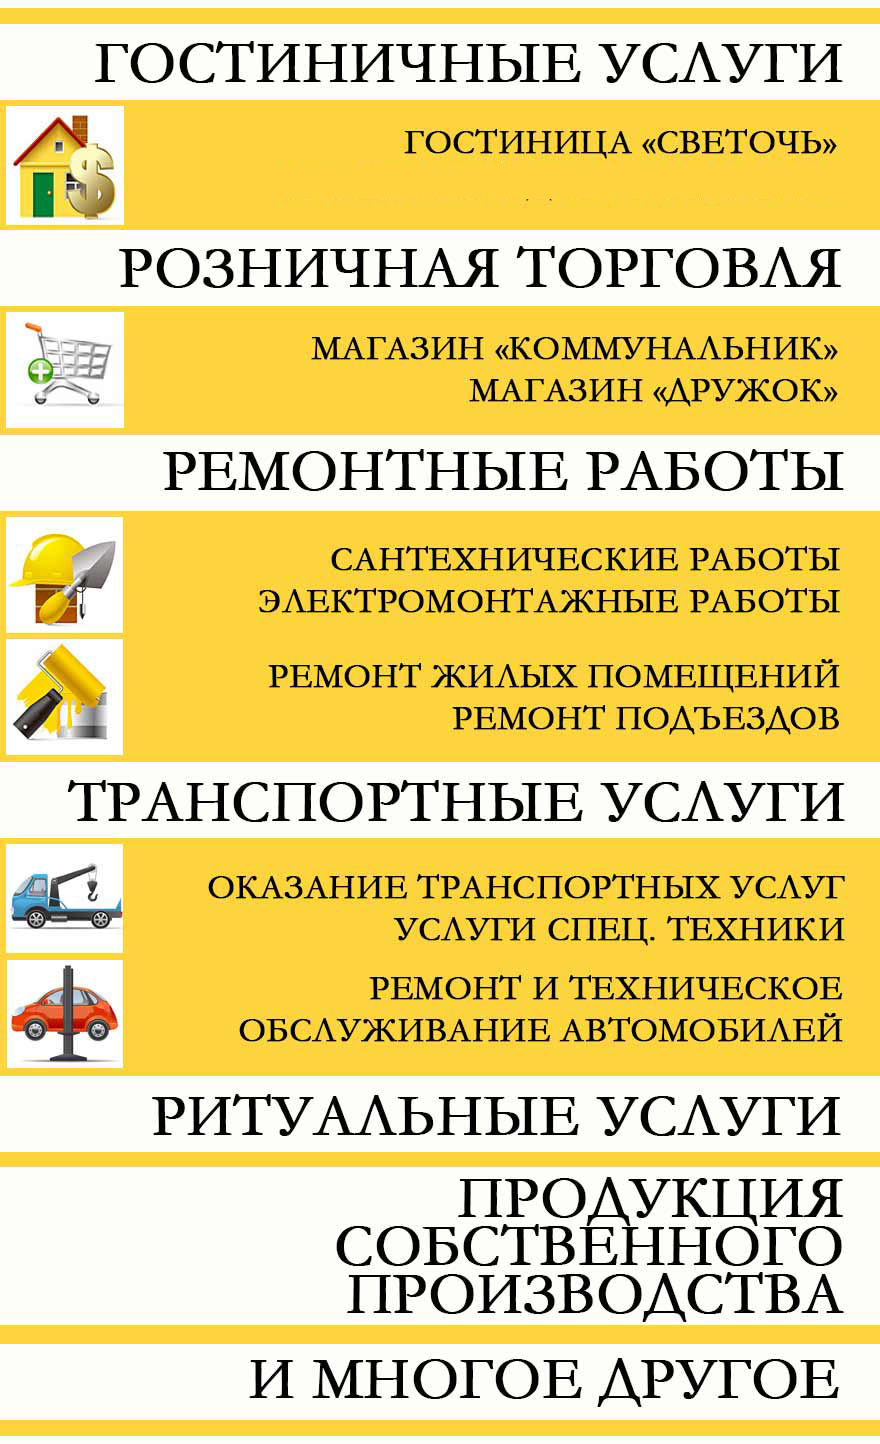 ГОСТИНИЧНЫЕ УСЛУГИ
ГОСТИНИЦА «СВЕТОЧЬ»
РОЗНИЧНАЯ ТОРГОВЛЯ
МАГАЗИН «КОММУНАЛЬНИК»
МАГАЗИН «ДРУЖОК»
РЕМОНТНЫЕ РАБОТЫ
САНТЕХНИЧЕСКИЕ РАБОТЫ
ЭЛЕКТРОМОНТАЖНЫЕ РАБОТЫ
РЕМОНТ ЖИЛЫХ ПОМЕЩЕНИЙ
РЕМОНТ ПОДЪЕЗДОВ
ТРАНСПОРТНЫЕ УСЛУГИ
ОКАЗАНИЕ ТРАНСПОРТНЫХ УСЛУГ
УСЛУГИ СПЕЦ. ТЕХНИКИ
РЕМОНТ И ТЕХНИЧЕСКОЕ
ОБСЛУЖИВАНИЕ АВТОМОБИЛЕЙ
РИТУАЛЬНЫЕ УСЛУГИ
ПРОДУКЦИЯ
СОБСТВЕННОГО
ПРОИЗВОДСТВА
И МНОГОЕ ДРУГОЕ